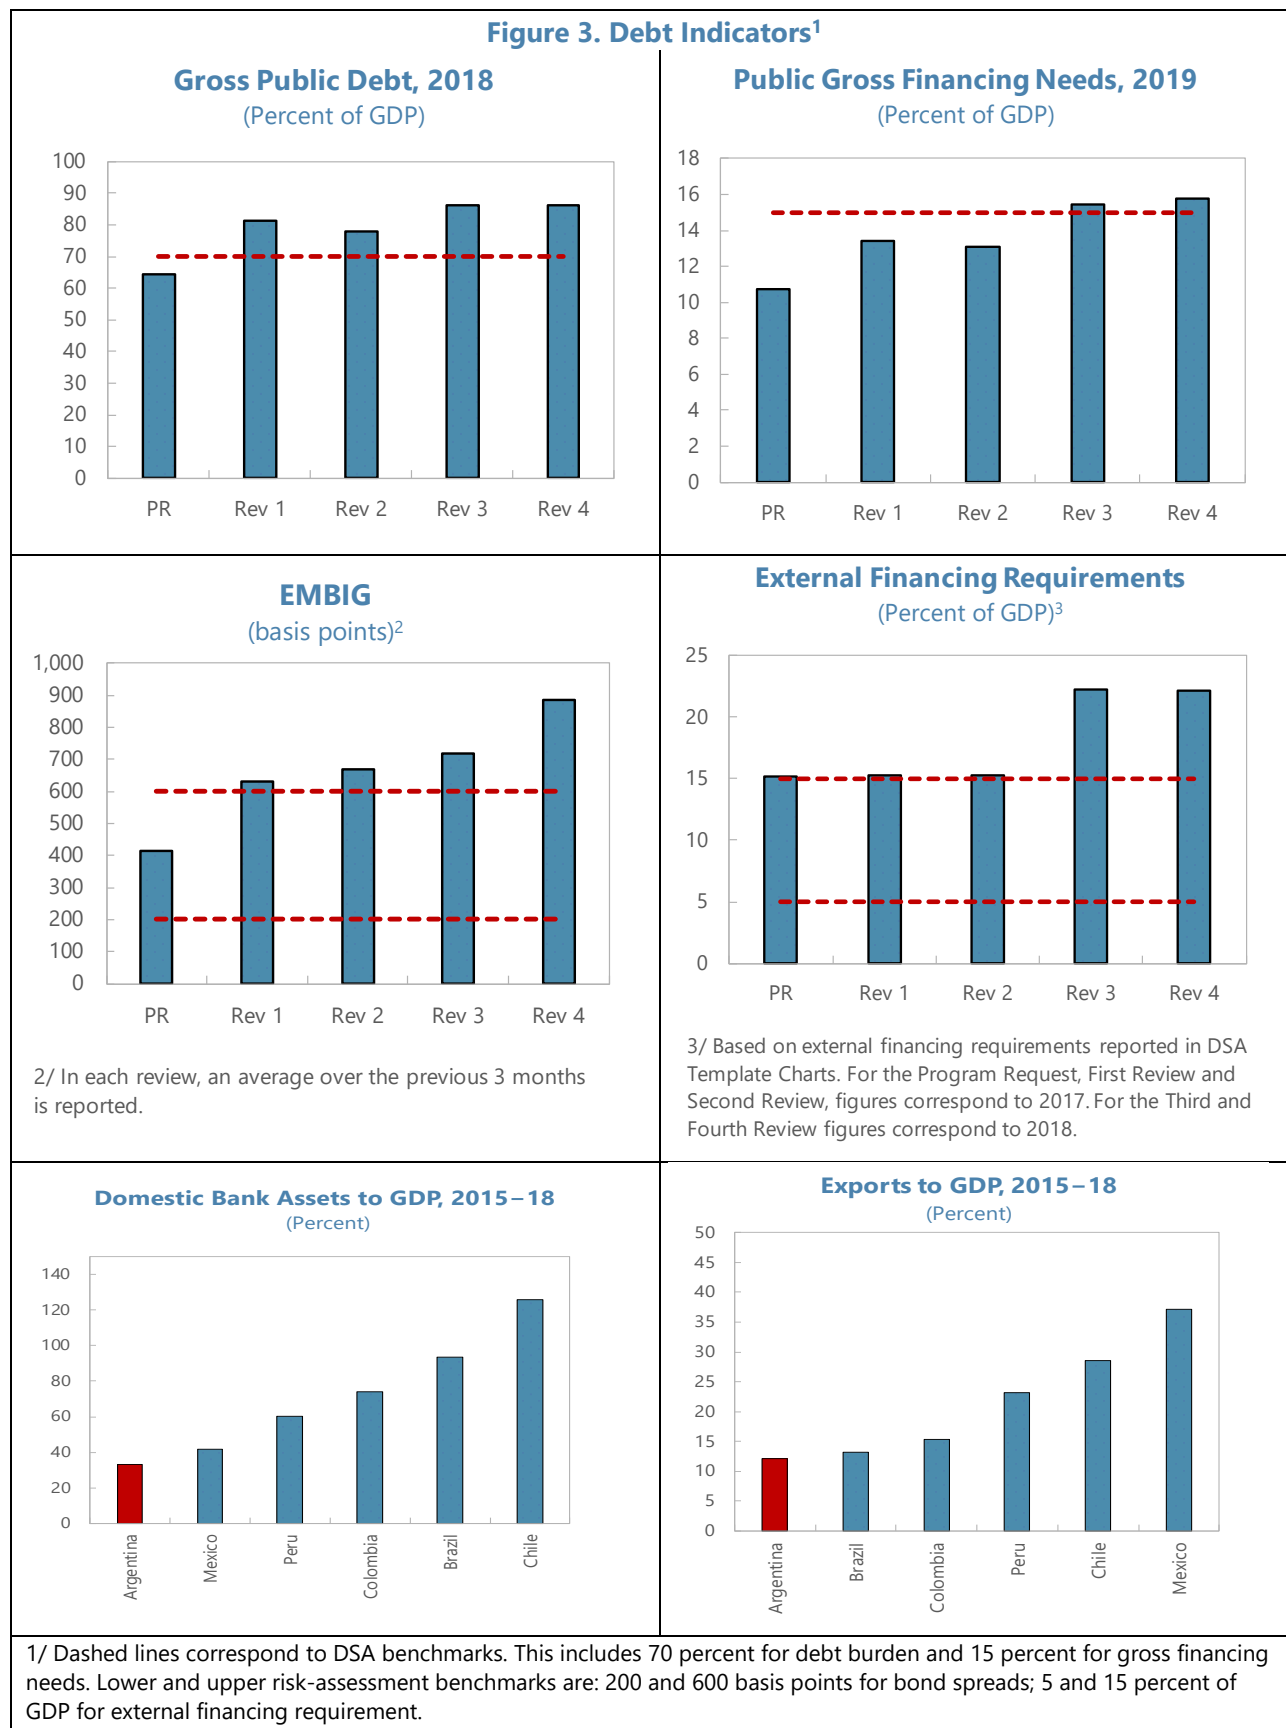 Figure 3. Debt Indicators¹
Gross Public Debt, 2018
(Percent of GDP)
100
90
80
70
60
50
40
30
20
10
0
PR Rev 1 Rev 2 Rev 3 Rev 4
Public Gross Financing Needs, 2019
(Percent of GDP)
18
16
14
12
10
8
6
4
2
0
PR Rev 1 Rev 2 Rev 3 Rev 4
EMBIG
(basis points)²
1,000
900
800
700
600
500
400
300
200
100
0
PR Rev 1 Rev 2 Rev 3 Rev 4
2/ In each review, an average over the previous 3 months
is reported.
External Financing Requirements
(Percent of GDP)³
25
20
15
10
5
0
PR Rev 1 Rev 2 Rev 3 Rev 4
3/ Based on external financing requirements reported in DSA
Template Charts. For the Program Request, First Review and
Second Review, figures correspond to 2017. For the Third and
Fourth Review figures correspond to 2018.
Domestic Bank Assets to GDP, 2015–18
(Percent)
140
120
100
80
60
40
20
0
Argentina Mexico Peru Colombia Brazil Chile
Exports to GDP, 2015–18
(Percent)
50
45
40
35
30
25
20
15
10
5
0
Argentina Brazil Colombia Peru Chile Mexico
1/ Dashed lines correspond to DSA benchmarks. This includes 70 percent for debt burden and 15 percent for gross financing
needs. Lower and upper risk-assessment benchmarks are: 200 and 600 basis points for bond spreads; 5 and 15 percent of
GDP for external financing requirement.